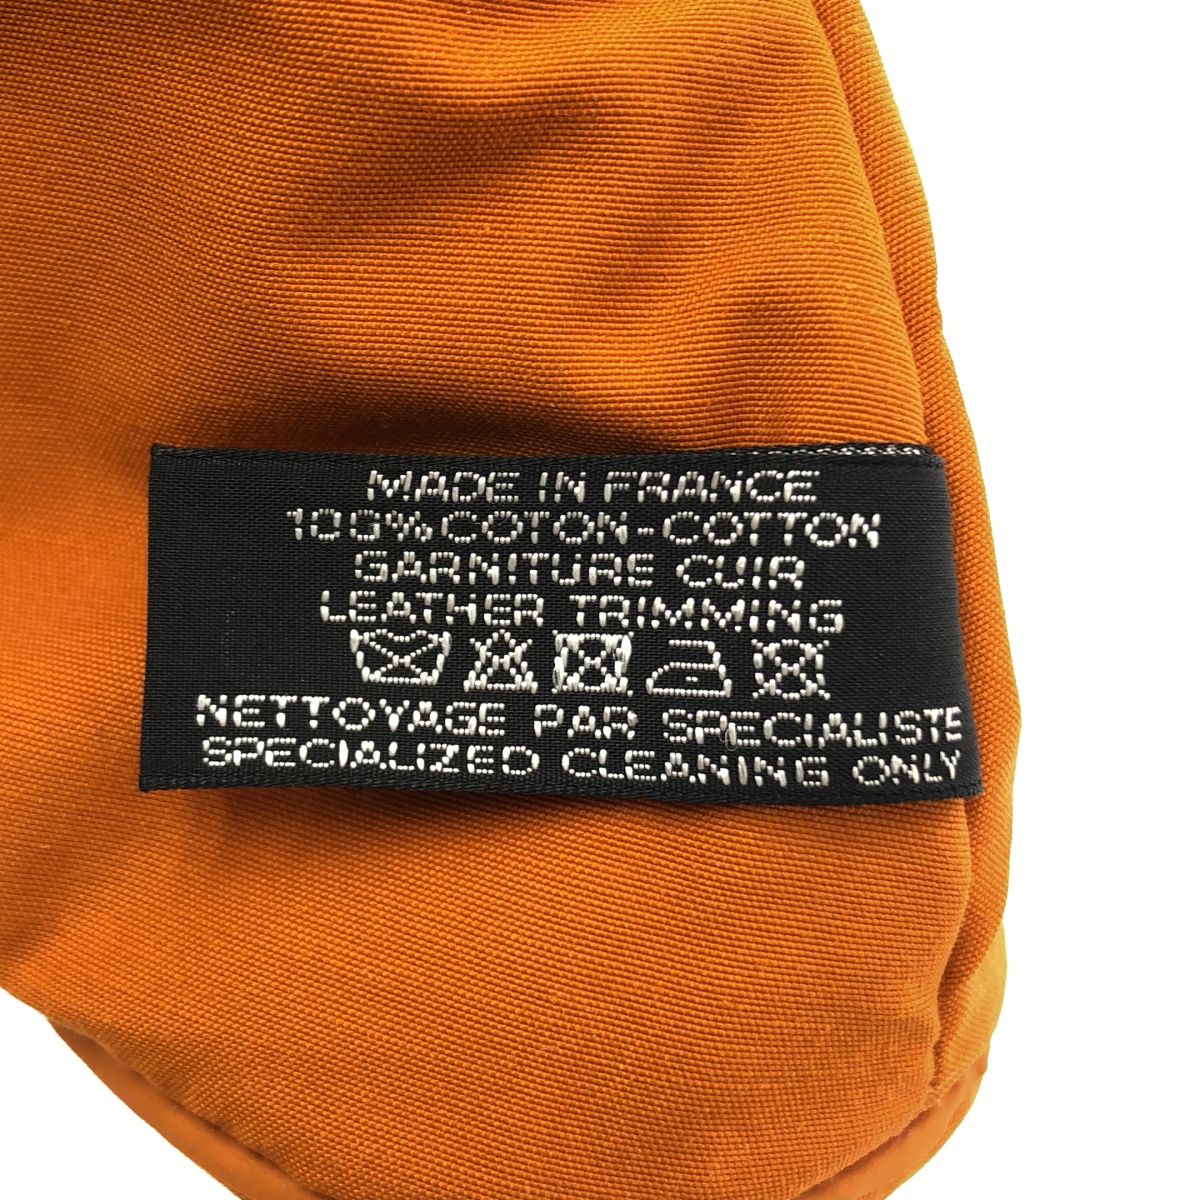 MADE IN FRANCE
100% COTON-COTTON
GARNITURE CUIR
LEATHER TRIMMING
NETTOYAGE PAR SPECIALISTE
SPECIALIZED CLEANING ONLY